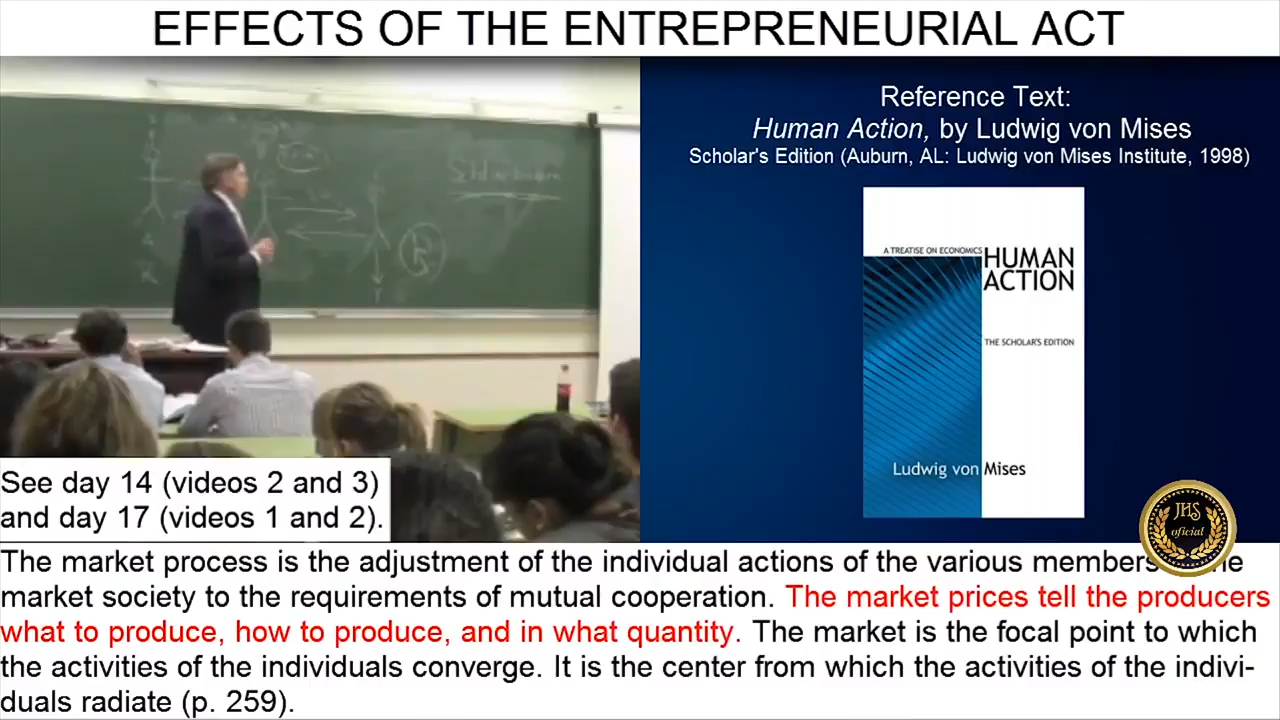 EFFECTS OF THE ENTREPRENEURIAL ACT
Reference Text:
Human Action, by Ludwig von Mises
Scholar's Edition (Auburn, AL: Ludwig von Mises Institute, 1998)
A TREATISE ON ECONOMICS
HUMAN
ACTION
THE SCHOLAR'S EDITION
Ludwig von Mises
JHS
oficial
See day 14 (videos 2 and 3)
and day 17 (videos 1 and 2).
The market process is the adjustment of the individual actions of the various members
market society to the requirements of mutual cooperation. The market prices tell the producers
what to produce, how to produce, and in what quantity. The market is the focal point to which
the activities of the individuals converge. It is the center from which the activities of the indivi-
duals radiate (p. 259).